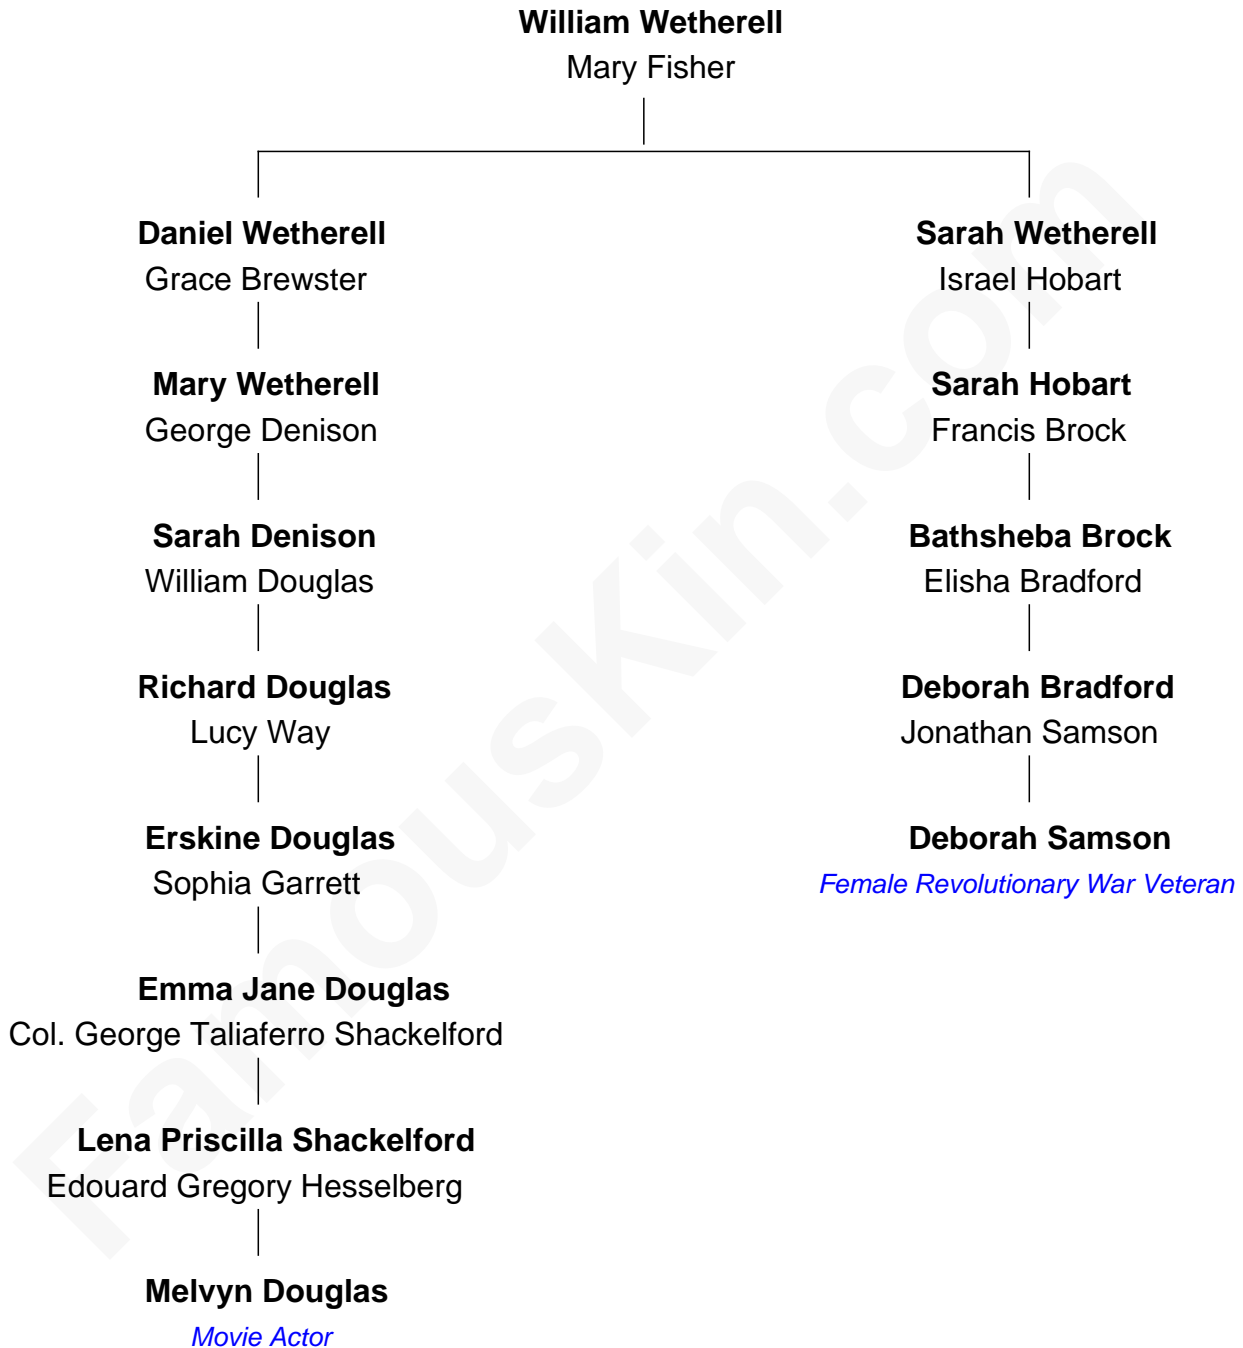 William Wetherell
Mary Fisher
Daniel Wetherell
Grace Brewster
Mary Wetherell
George Denison
Sarah Denison
William Douglas
Richard Douglas
Lucy Way
Erskine Douglas
Sophia Garrett
Emma Jane Douglas
Col. George Taliaferro Shackelford
Lena Priscilla Shackelford
Edouard Gregory Hesselberg
Melvyn Douglas
Movie Actor
Sarah Wetherell
Israel Hobart
Sarah Hobart
Francis Brock
Bathsheba Brock
Elisha Bradford
Deborah Bradford
Jonathan Samson
Deborah Samson
Female Revolutionary War Veteran
FamousKin.com